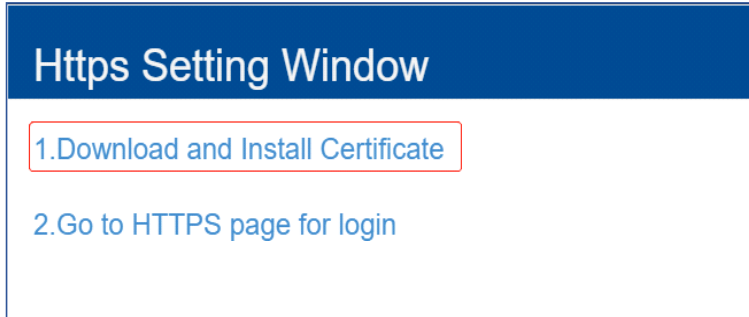 Https Setting Window
1.Download and Install Certificate
2.Go to HTTPS page for login